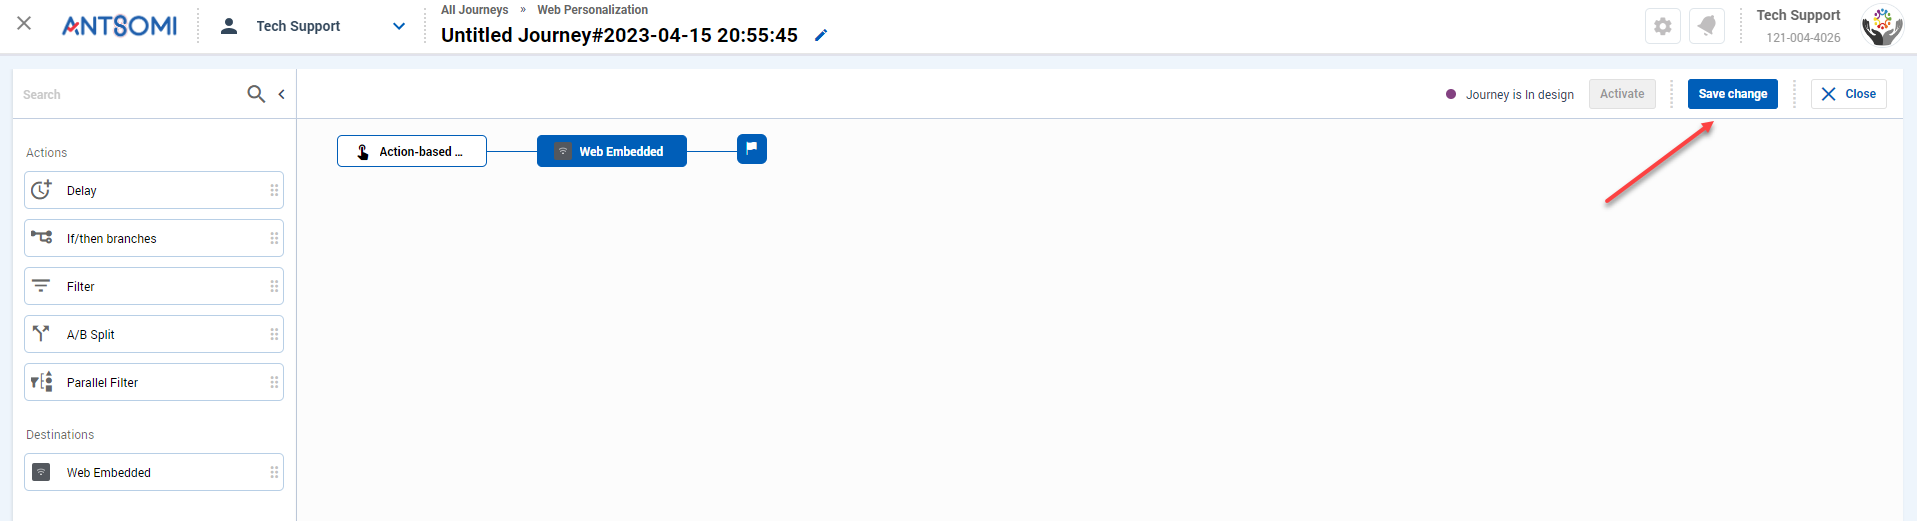 ANTSOMI
Tech Support
All Journeys » Web Personalization
Untitled Journey#2023-04-15 20:55:45
Tech Support
121-004-4026
Search
Journey is In design
Activate
Save change
Close
Actions
Delay
If/then branches
Filter
A/B Split
Parallel Filter
Destinations
Web Embedded
Action-based ...
Web Embedded